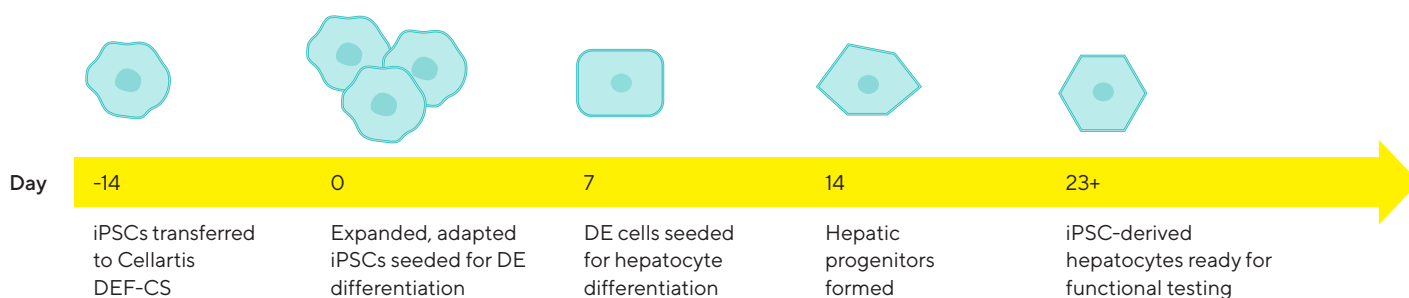 Day -14 0 7 14 23+
iPSCs transferred
to Cellartis
DEF-CS
Expanded, adapted
iPSCs seeded for DE
differentiation
DE cells seeded
for hepatocyte
differentiation
Hepatic
progenitors
formed
iPSC-derived
hepatocytes ready for
functional testing